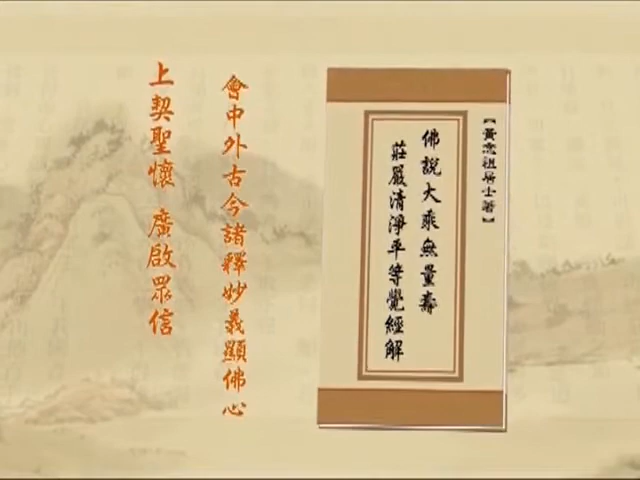 【黃念祖居士著】
佛說大乘無量壽
莊嚴清淨平等覺經解
會中外古今諸釋妙義顯佛心
上契聖懷 廣啟眾信